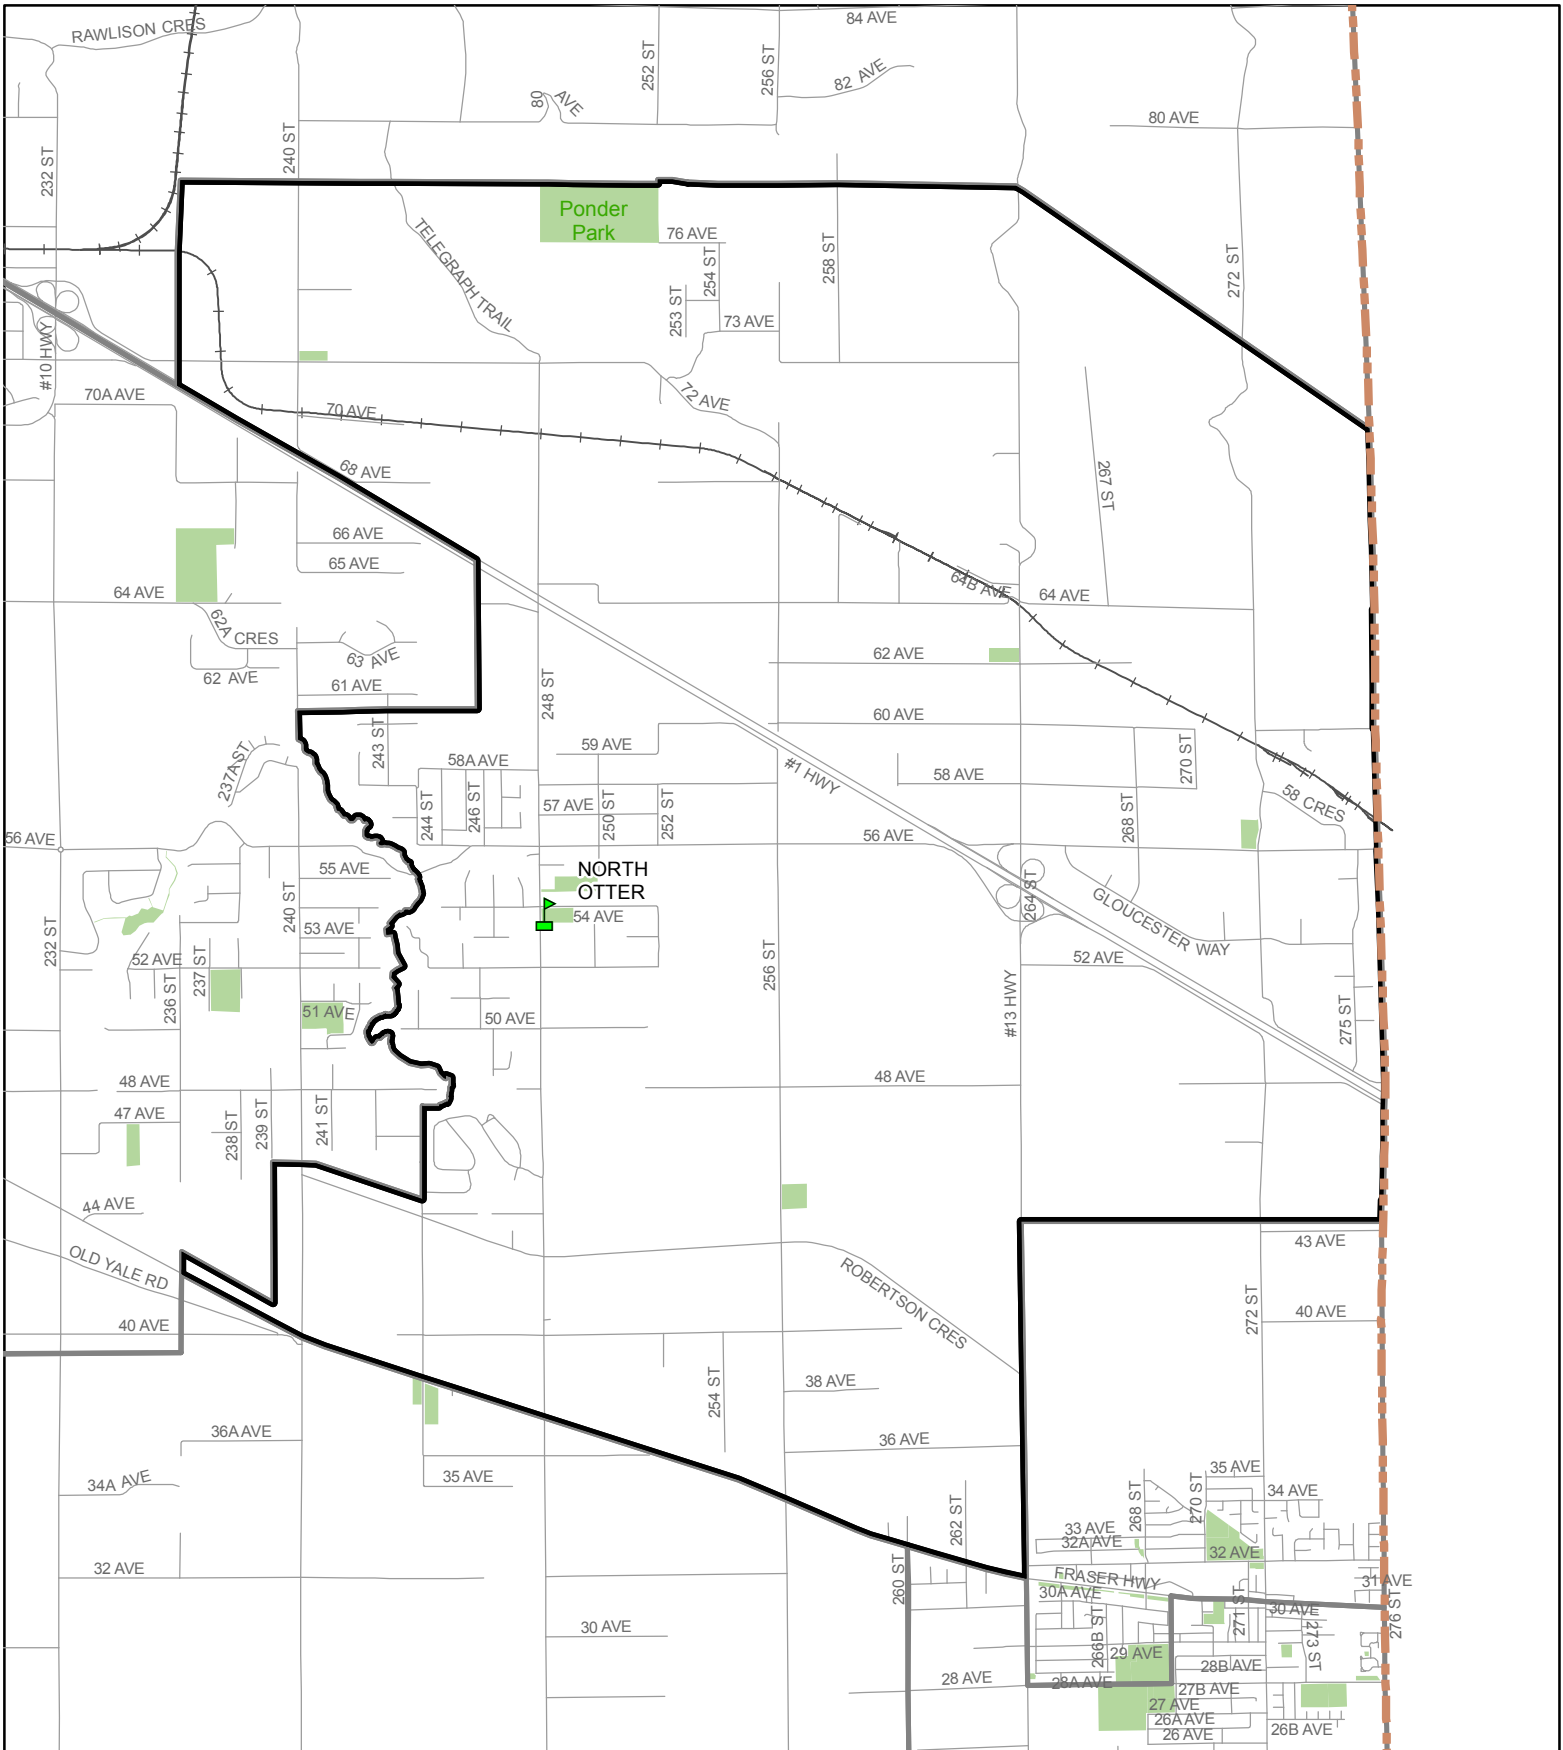 84 AVE
RAWLISON CRES
252 ST
256 ST
82 AVE
80 AVE
80 AVE
240 ST
232 ST
Ponder
Park
TELEGRAPH TRAIL
76 AVE
254 ST
258 ST
272 ST
253 ST
73 AVE
#10 HWY
70A AVE
72 AVE
70 AVE
68 AVE
267 ST
66 AVE
65 AVE
64 AVE
64B AVE
64 AVE
62A CRES
63 AVE
62 AVE
62 AVE
61 AVE
248 ST
60 AVE
243 ST
59 AVE
270 ST
237A ST
58A AVE
#1 HWY
58 AVE
58 CRES
244 ST
246 ST
57 AVE
250 ST
252 ST
268 ST
56 AVE
56 AVE
55 AVE
NORTH
OTTER
264 ST
240 ST
54 AVE
GLOUCESTER WAY
232 ST
53 AVE
52 AVE
237 ST
256 ST
52 AVE
236 ST
51 AVE
50 AVE
#13 HWY
275 ST
48 AVE
48 AVE
47 AVE
238 ST
239 ST
241 ST
44 AVE
OLD YALE RD
43 AVE
ROBERTSON CRES
272 ST
40 AVE
40 AVE
254 ST
38 AVE
36A AVE
36 AVE
34A AVE
35 AVE
35 AVE
34 AVE
262 ST
268 ST
270 ST
33 AVE
32A AVE
32 AVE
32 AVE
260 ST
FRASER HWY
31 AVE
30A AVE
276 ST
30 AVE
266B ST
271 ST
30 AVE
273 ST
29 AVE
28B AVE
28 AVE
28A AVE
27B AVE
27 AVE
26A AVE
26 AVE
26B AVE